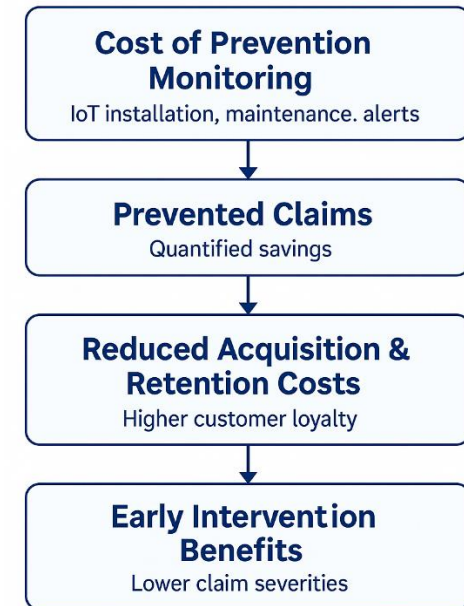 Cost of Prevention
Monitoring
IoT installation, maintenance. alerts
Prevented Claims
Quantified savings
Reduced Acquisition &
Retention Costs
Higher customer loyalty
Early Intervention
Benefits
Lower claim severities